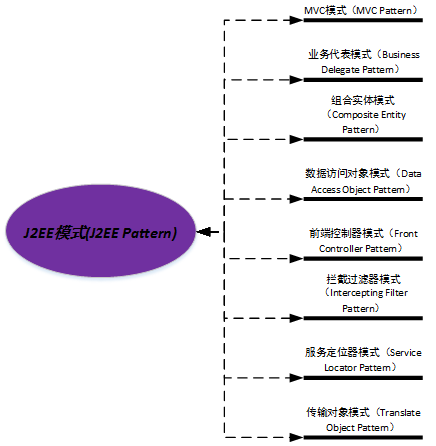 MVC模式（MVC Pattern）
业务代表模式（Business
Delegate Pattern）
组合实体模式
（Composite Entity
Pattern）
数据访问对象模式（Data
Access Object Pattern）
J2EE模式(J2EE Pattern)
前端控制器模式（Front
Controller Pattern）
拦截过滤器模式
（Intercepting Filter
Pattern）
服务定位器模式（Service
Locator Pattern）
传输对象模式（Translate
Object Pattern）